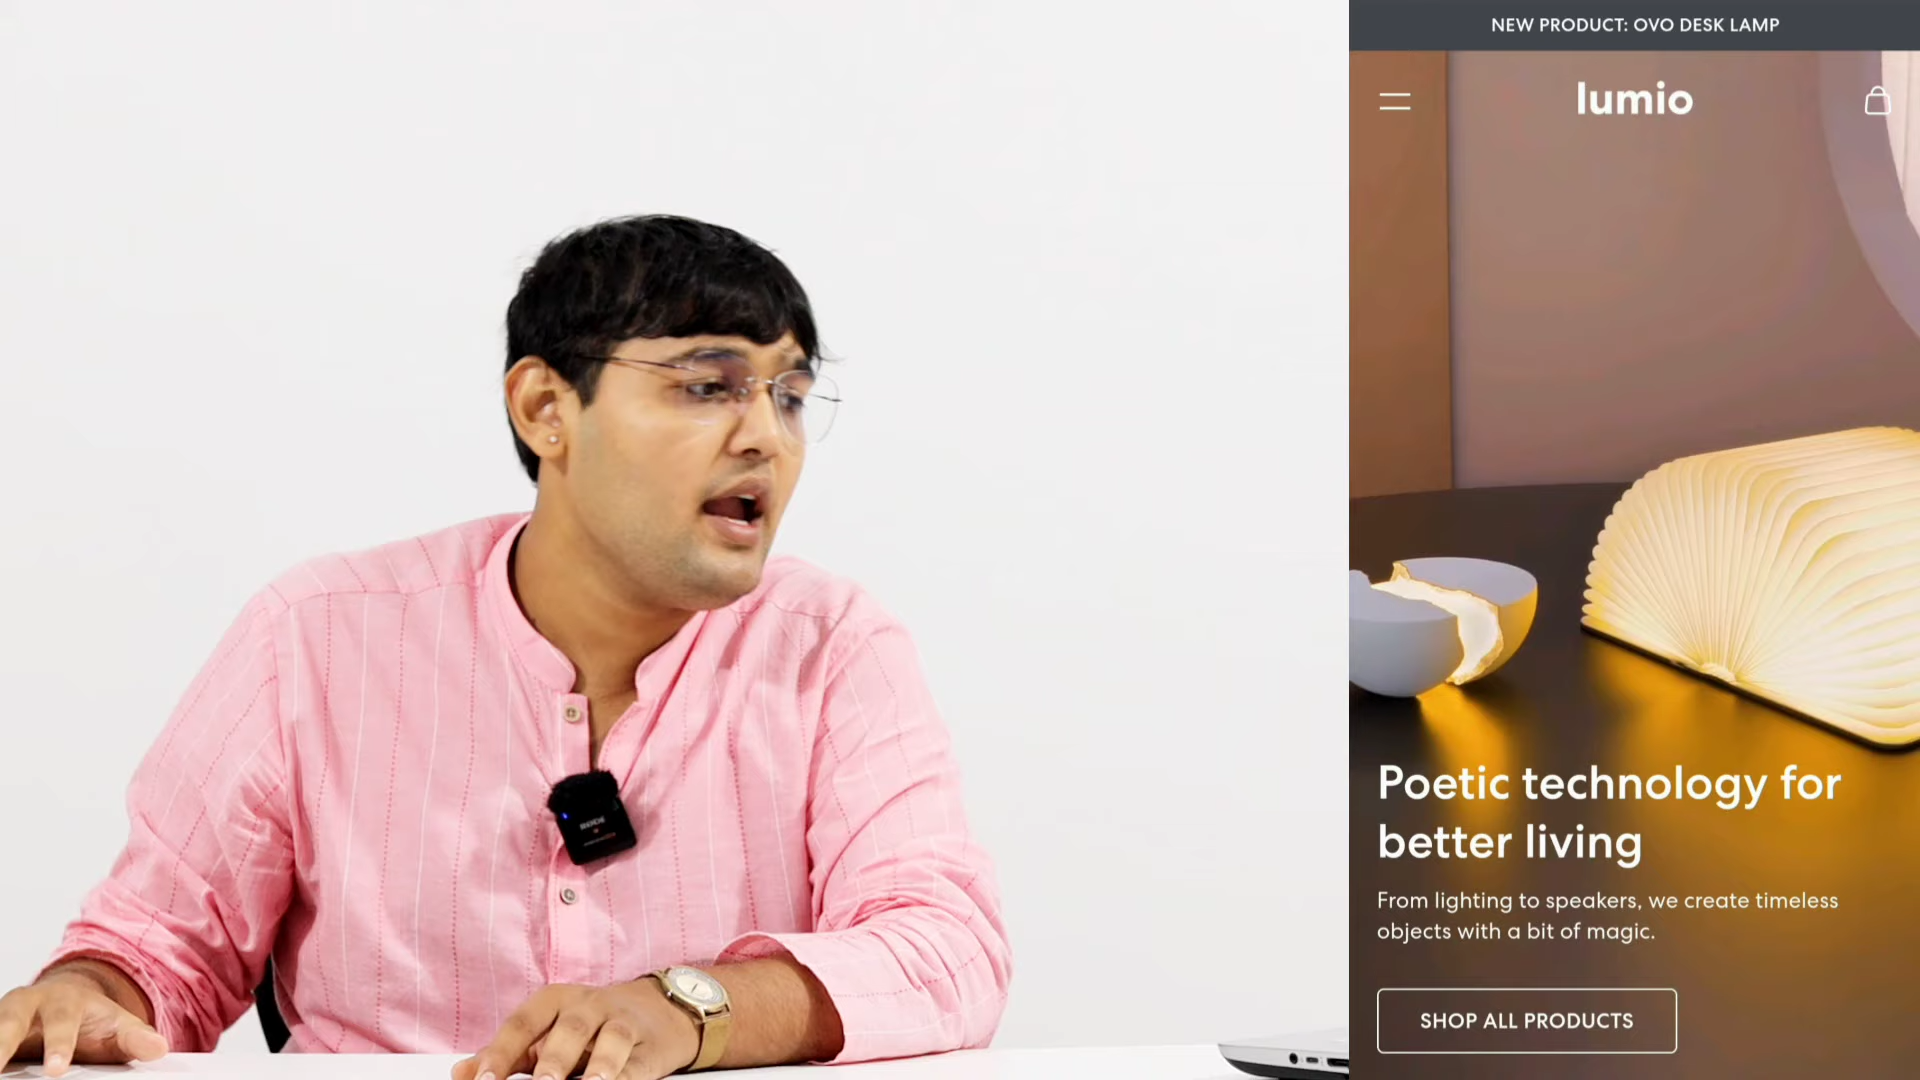 NEW PRODUCT: OVO DESK LAMP
lumio
Poetic technology for
better living
From lighting to speakers, we create timeless
objects with a bit of magic.
SHOP ALL PRODUCTS
RODE